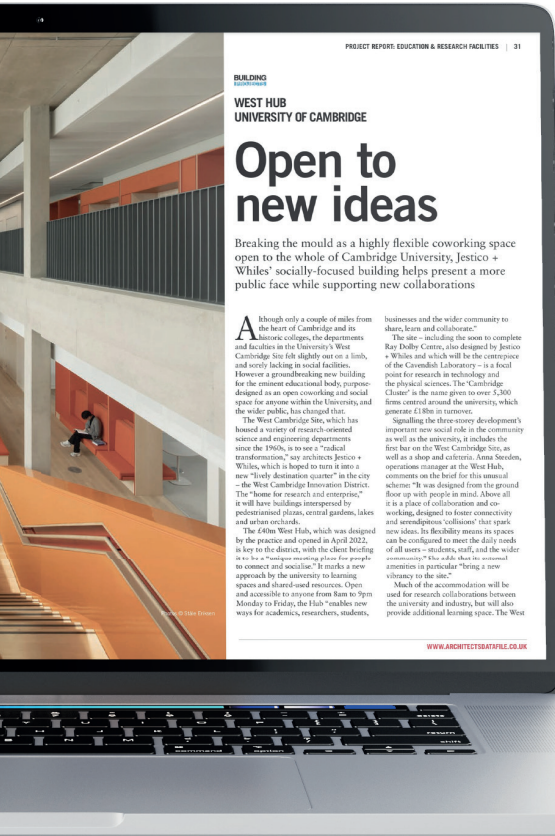 PROJECT REPORT: EDUCATION & RESEARCH FACILITIES | 31
BUILDING
WEST HUB
UNIVERSITY OF CAMBRIDGE
Open to
new ideas
Breaking the mould as a highly flexible coworking space
open to the whole of Cambridge University, Jestico +
Whiles’ socially-focused building helps present a more
public face while supporting new collaborations
Although only a couple of miles from
the heart of Cambridge and its
historic colleges, the departments
and faculties in the University’s West
Cambridge Site felt slightly out on a limb,
and sorely lacking in social facilities.
However a groundbreaking new building
for the eminent educational body, purpose-
designed as an open coworking and social
space for anyone within the University, and
the wider public, has changed that.
The West Cambridge Site, which has
housed a variety of research-oriented
science and engineering departments
since the 1960s, is to see a “radical
transformation,” say architects Jestico +
Whiles, which is hoped to turn it into a
new “lively destination quarter” in the city
– the West Cambridge Innovation District.
The “home for research and enterprise,”
it will have buildings interspersed by
pedestrianised plazas, central gardens, lakes
and urban orchards.
The £40m West Hub, which was designed
by the practice and opened in April 2022,
is key to the district, with the client briefing
it to be a “unique meeting place for people
to connect and socialise.” It marks a new
approach by the university to learning
spaces and shared-used resources. Open
and accessible to anyone from 8am to 9pm
Monday to Friday, the Hub “enables new
ways for academics, researchers, students,
businesses and the wider community to
share, learn and collaborate.”
The site – including the soon to complete
Ray Dolby Centre, also designed by Jestico
+ Whiles and which will be the centrepiece
of the Cavendish Laboratory – is a focal
point for research in technology and
the physical sciences. The ‘Cambridge
Cluster’ is the name given to over 5,300
firms centred around the university, which
generate £18bn in turnover.
Signalling the three-storey development’s
important new social role in the community
as well as the university, it includes the
first bar on the West Cambridge Site, as
well as a shop and cafeteria. Anna Streden,
operations manager at the West Hub,
comments on the brief for this unusual
scheme: “It was designed from the ground
floor up with people in mind. Above all
it is a place of collaboration and co-
working, designed to foster connectivity
and serendipitous ‘collisions’ that spark
new ideas. Its flexibility means its spaces
can be configured to meet the daily needs
of all users – students, staff, and the wider
community.” She adds that its external
amenities in particular “bring a new
vibrancy to the site.”
Much of the accommodation will be
used for research collaborations between
the university and industry, but will also
provide additional learning space. The West
WWW.ARCHITECTSDATAFILE.CO.UK
command
option
return
shift